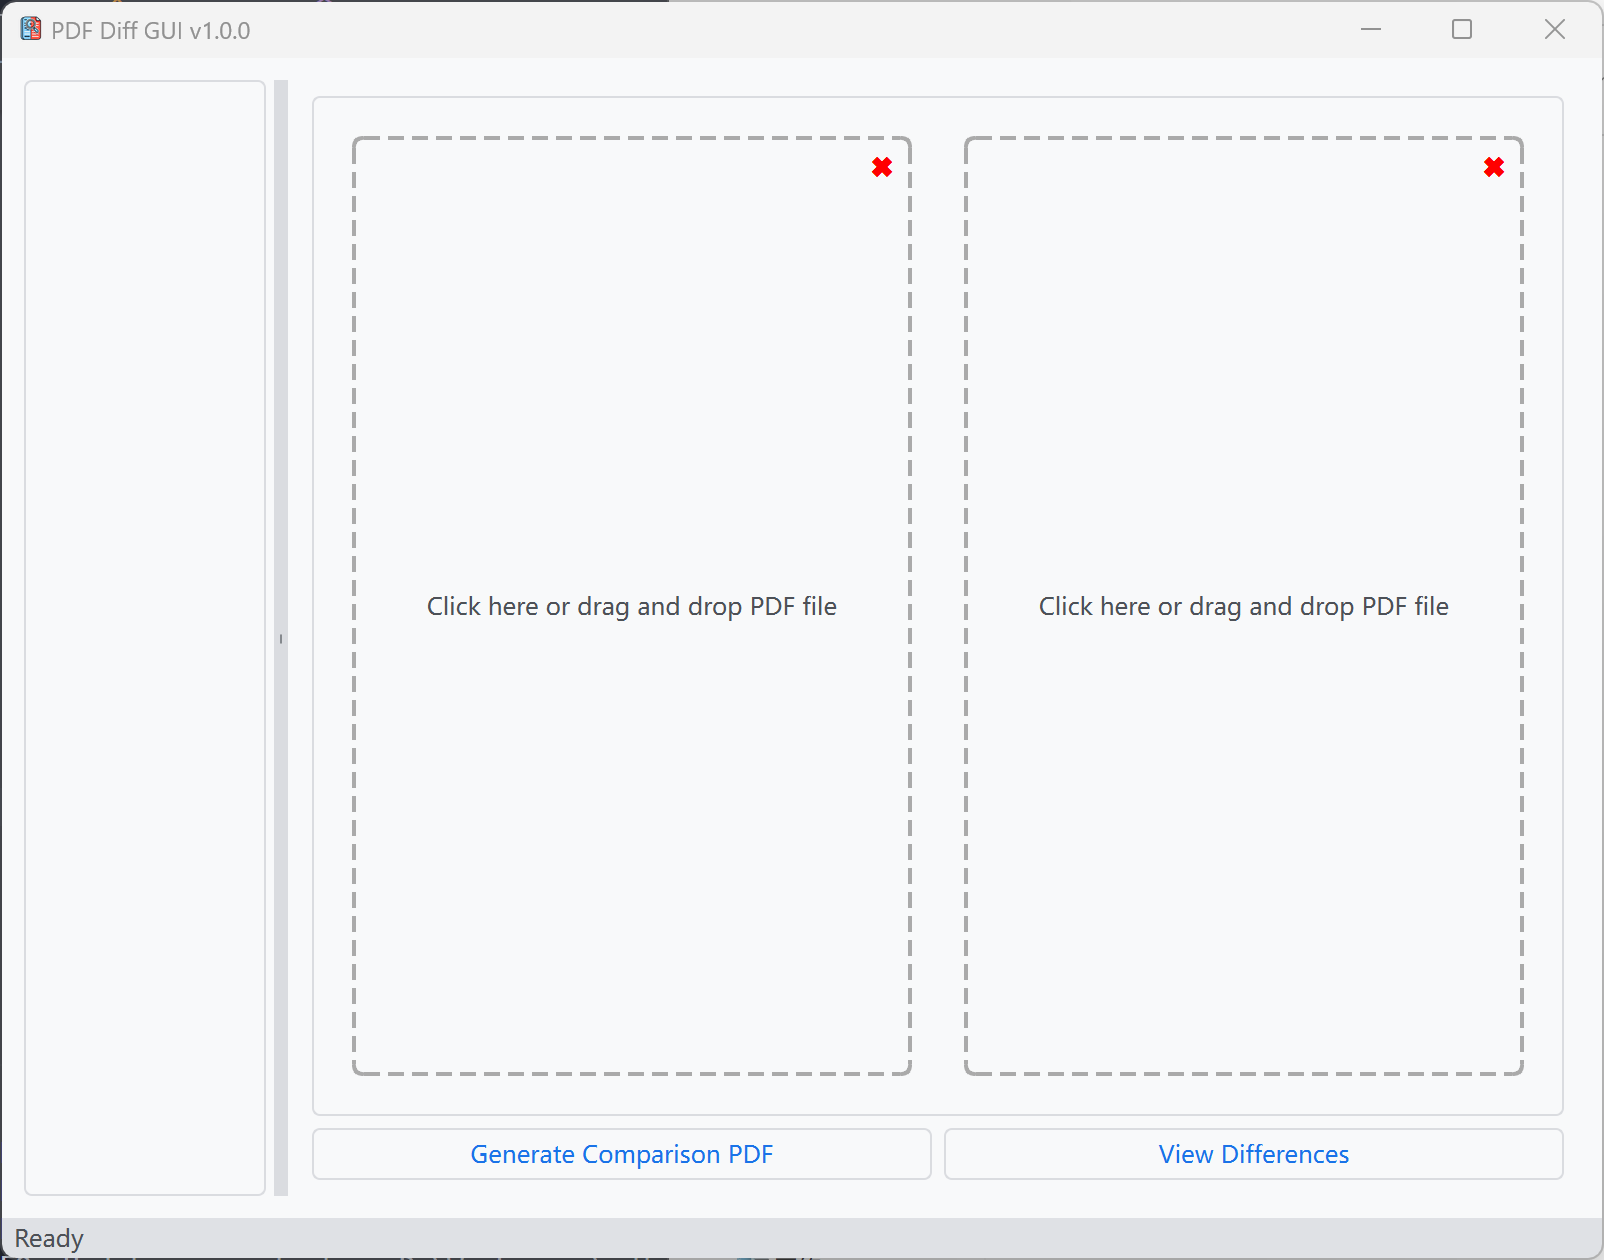 PDF Diff GUI v1.0.0
Click here or drag and drop PDF file
Click here or drag and drop PDF file
Generate Comparison PDF
View Differences
Ready